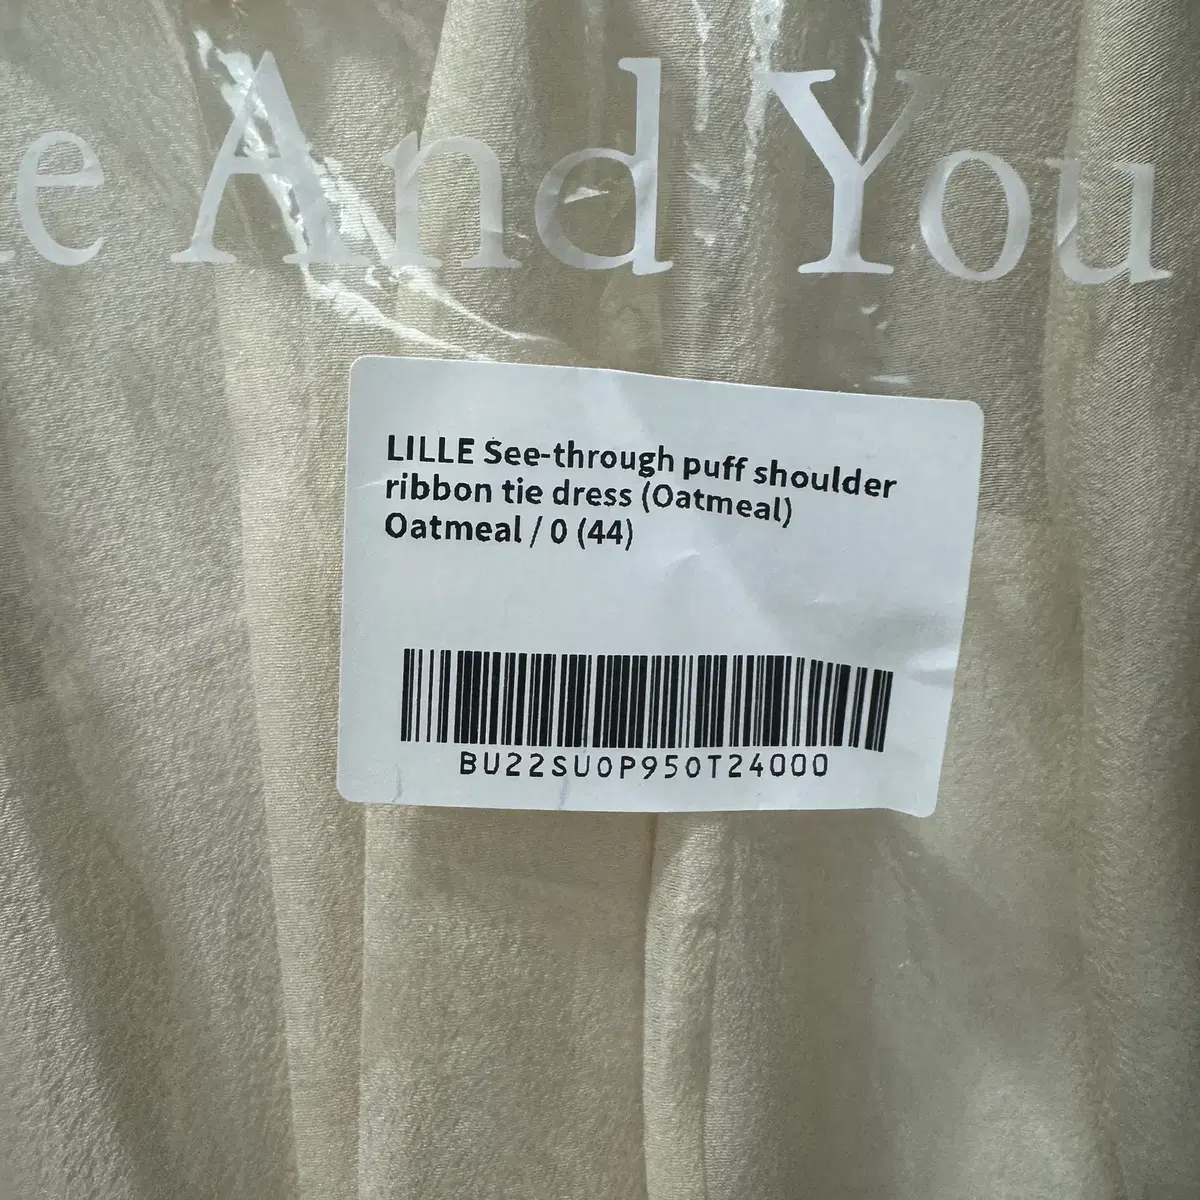 e And You
LILLE See-through puff shoulder
ribbon tie dress (Oatmeal)
Oatmeal / 0 (44)
BU22SU0P950T24000